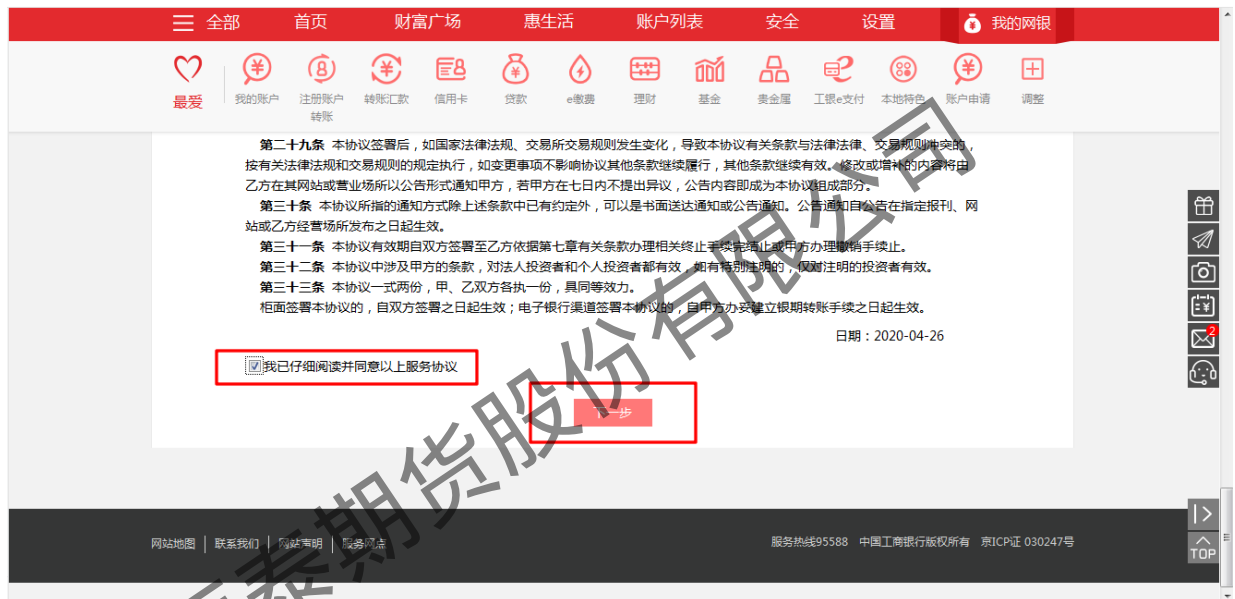 全部 首页 财富广场 惠生活 账户列表 安全 设置 我的网银
最爱 我的账户 注册账户转账 转账汇款 信用卡 贷款 e缴费 理财 基金 贵金属 工银e支付 本地特色 账户申请 调整
第二十九条 本协议签署后，如国家法律法规、交易所交易规则发生变化，导致本协议有关条款与法律法律、交易规则冲突的，
按有关法律法规和交易规则的规定执行，如变更事项不影响协议其他条款继续履行，其他条款继续有效。修改或增补的内容将由
乙方在其网站或营业场所以公告形式通知甲方，若甲方在七日内不提出异议，公告内容即成为本协议组成部分。
第三十条 本协议所指的通知方式除上述条款中已有约定外，可以是书面送达通知或公告通知。公告通知自公告在指定报刊、网
站或乙方经营场所发布之日起生效。
第三十一条 本协议有效期自双方签署至乙方依据第七章有关条款办理相关终止手续完结止或甲方办理撤销手续止。
第三十二条 本协议中涉及甲方的条款，对法人投资者和个人投资者都有效，如有特别注明的，仅对注明的投资者有效。
第三十三条 本协议一式两份，甲、乙双方各执一份，具同等效力。
柜面签署本协议的，自双方签署之日起生效；电子银行渠道签署本协议的，自甲方办妥建立银期转账手续之日起生效。
日期：2020-04-26
我已仔细阅读并同意以上服务协议
下一步
2
网站地图 | 联系我们 | 网站声明 | 服务网点
服务热线95588 中国工商银行版权所有 京ICP证 030247号
TOP
泰期货股份有限公司